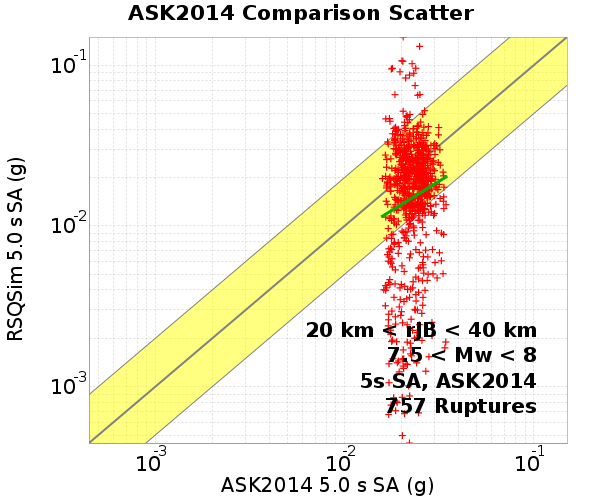 ASK2014 Comparison Scatter
RSQSim 5.0 s SA (g)
10-1
10-2
10-3
20 km < rJB < 40 km
7.5 < Mw < 8
5s SA, ASK2014
757 Ruptures
10-3 10-2 10-1
ASK2014 5.0 s SA (g)